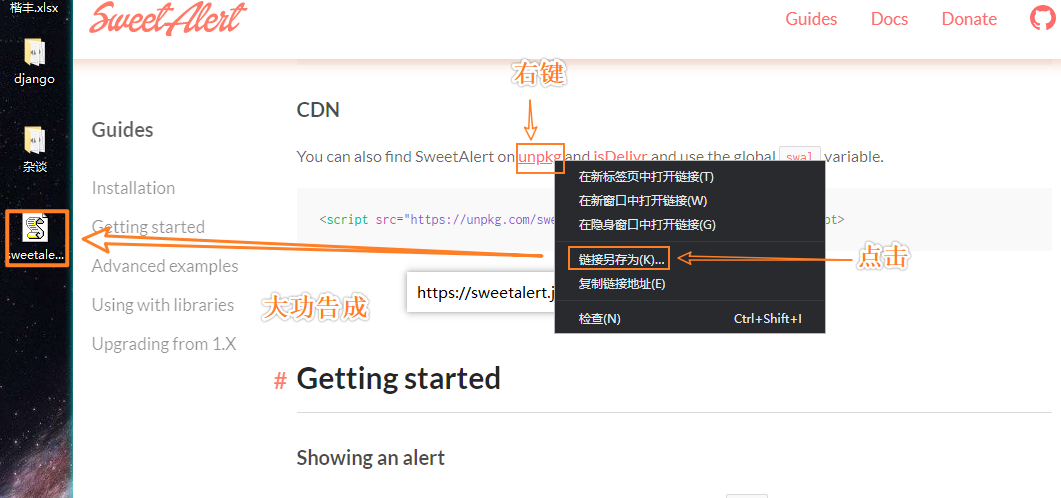 楷丰.xlsx
django
杂谈
sweetale...
SweetAlert
Guides
Docs
Donate
Guides
Installation
Getting started
Advanced examples
Using with libraries
Upgrading from 1.X
右键
CDN
You can also find SweetAlert on unpkg and jsDelivr and use the global swal variable.
<script src="https://unpkg.com/swe
pt>
在新标签页中打开链接(T)
在新窗口中打开链接(W)
在隐身窗口中打开链接(G)
链接另存为(K)...
复制链接地址(E)
检查(N) Ctrl+Shift+I
点击
https://sweetalert.j
大功告成
# Getting started
Showing an alert